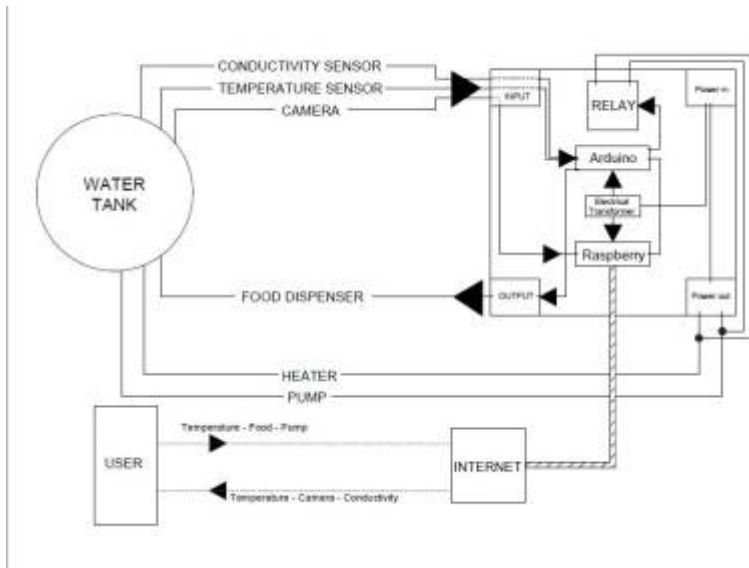 CONDUCTIVITY SENSOR
TEMPERATURE SENSOR
CAMERA
INPUT
RELAY
Power in
Arduino
WATER
TANK
Electrical
Transformer
Raspberry
FOOD DISPENSER
OUTPUT
Power out
HEATER
PUMP
Temperature - Food - Pump
USER
INTERNET
Temperature - Camera - Conductivity